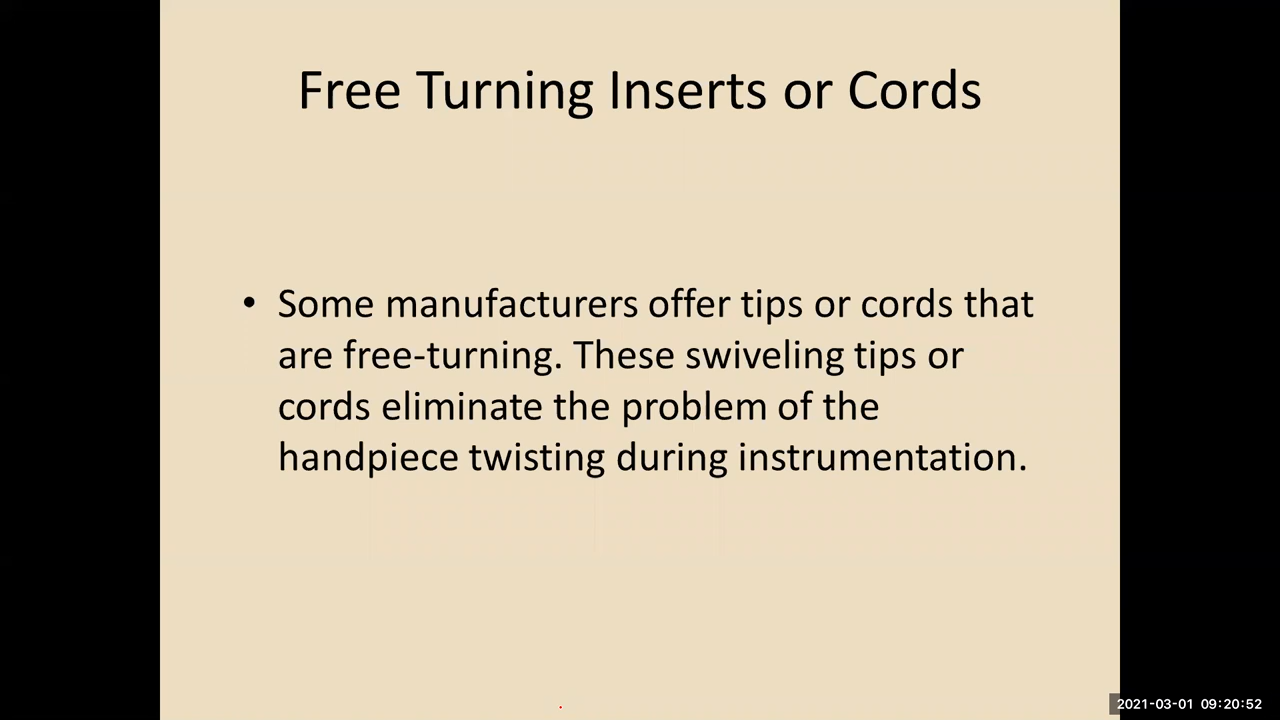 Free Turning Inserts or Cords
• Some manufacturers offer tips or cords that
are free-turning. These swiveling tips or
cords eliminate the problem of the
handpiece twisting during instrumentation.
2021-03-01 09:20:52